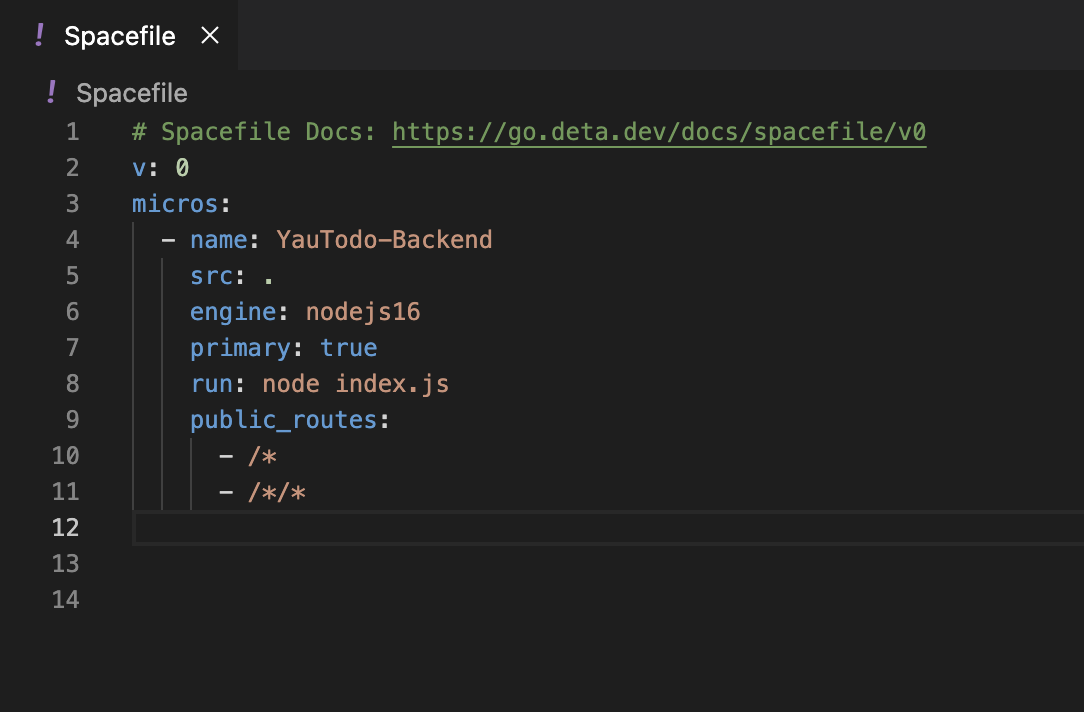 ! Spacefile ×
! Spacefile
1 # Spacefile Docs: https://go.deta.dev/docs/spacefile/v0
2 v: 0
3 micros:
4   - name: YauTodo-Backend
5     src: .
6     engine: nodejs16
7     primary: true
8     run: node index.js
9     public_routes:
10       - /*
11       - /*/*
12
13
14